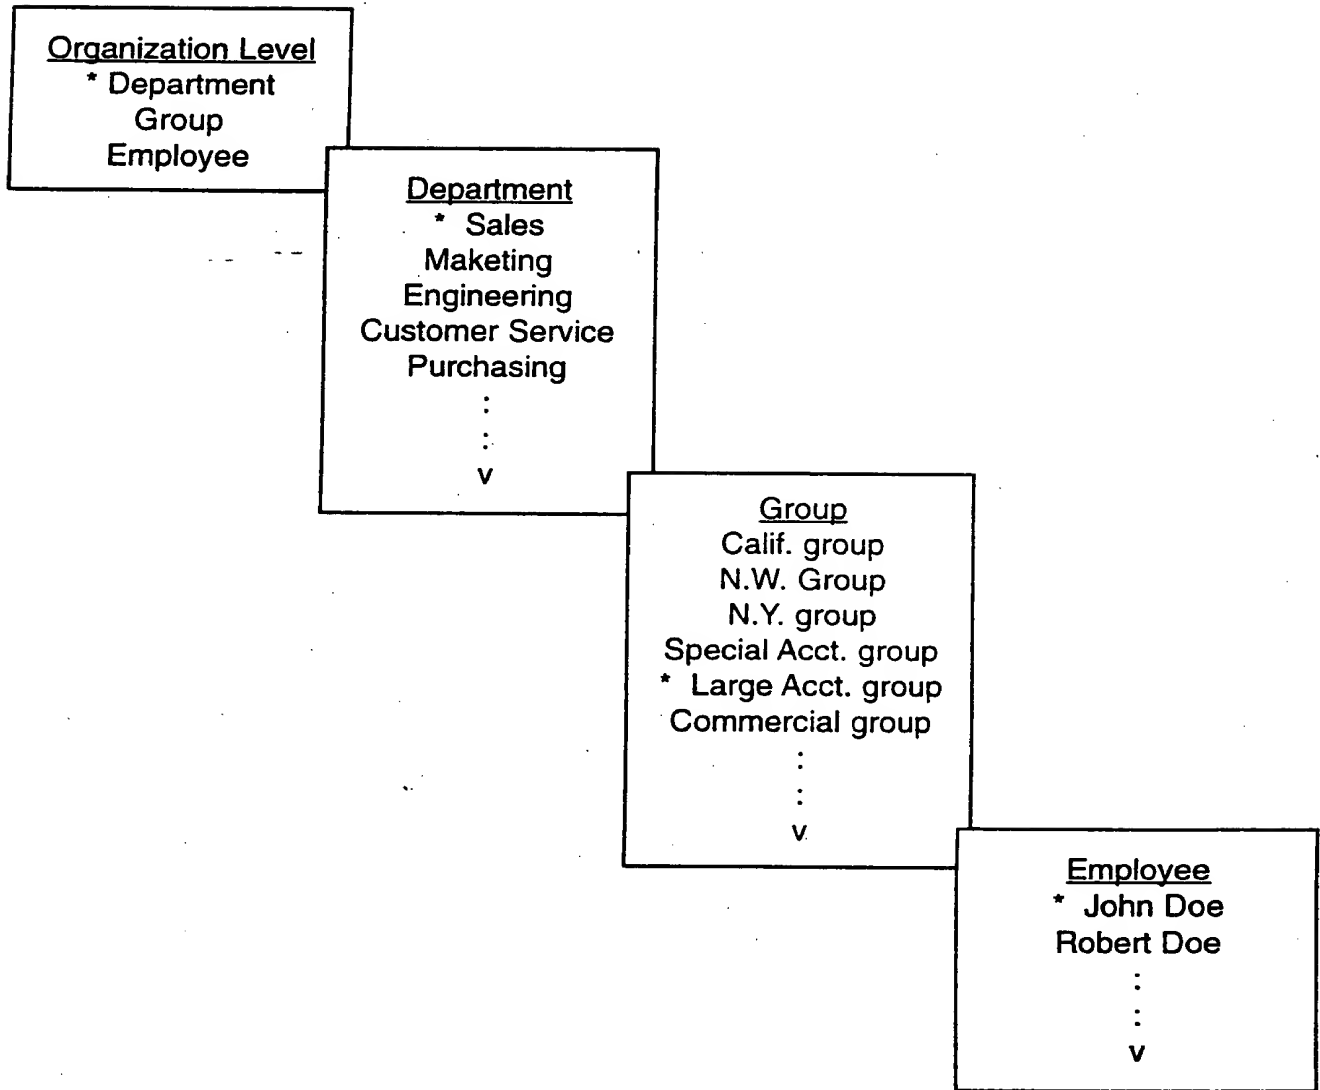 Organization Level
* Department
Group
Employee
Department
* Sales
Maketing
Engineering
Customer Service
Purchasing
:
:
v
Group
Calif. group
N.W. Group
N.Y. group
Special Acct. group
* Large Acct. group
Commercial group
:
:
v
Employee
* John Doe
Robert Doe
:
:
v